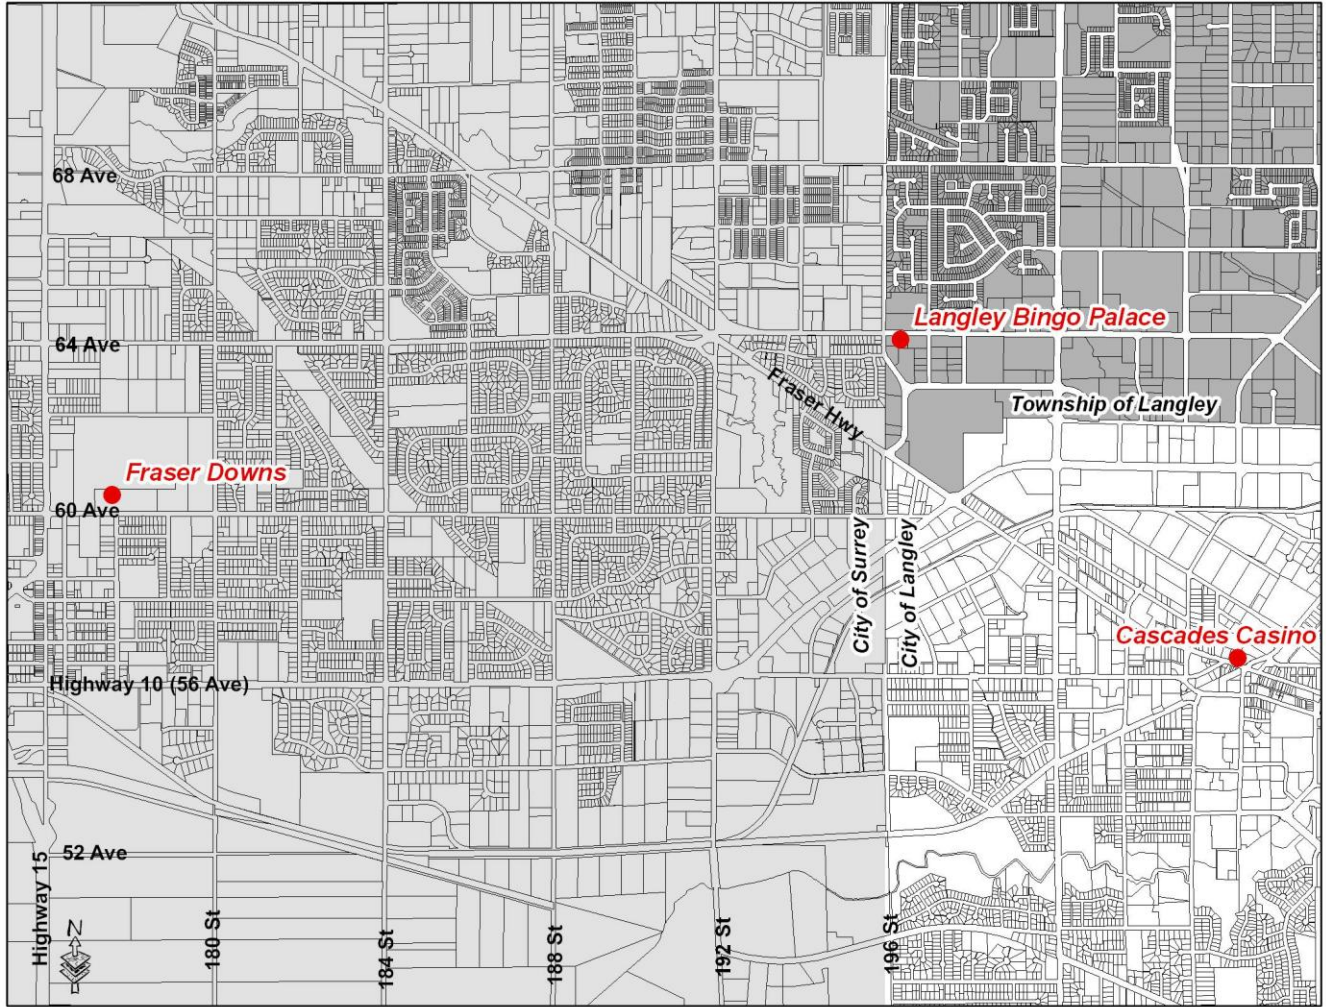 68 Ave
Langley Bingo Palace
64 Ave
Fraser Hwy
Township of Langley
Fraser Downs
60 Ave
City of Surrey
City of Langley
Cascades Casino
Highway 10 (56 Ave)
52 Ave
Highway 15
N
180 St
184 St
188 St
192 St
196 St